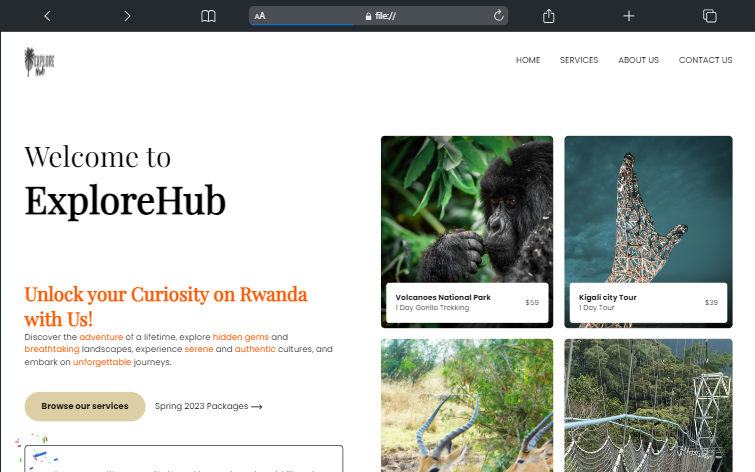 AA
file://
EXPLORE
Hub
HOME SERVICES ABOUT US CONTACT US
Welcome to
ExploreHub
Unlock your Curiosity on Rwanda
with Us!
Discover the adventure of a lifetime, explore hidden gems and
breathtaking landscapes, experience serene and authentic cultures, and
embark on unforgettable journeys.
Browse our services
Spring 2023 Packages ⟶
Volcanoes National Park
1 Day Gorilla Trekking
$59
Kigali city Tour
1 Day Tour
$39